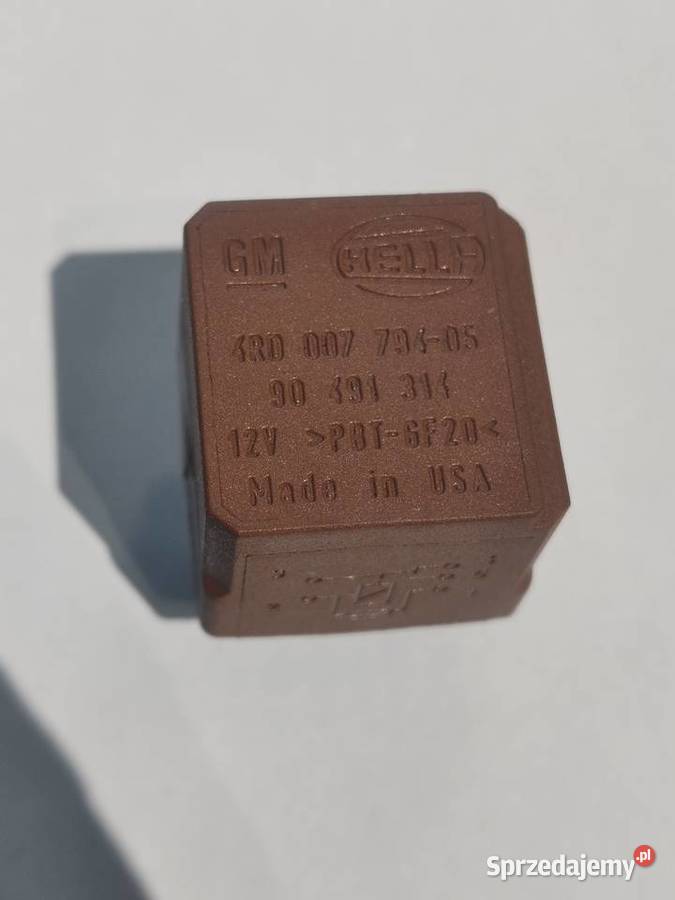 GM HELLA
4RD 007 794-05
90 491 314
12V >PBT-GF20<
Made in USA
Sprzedajemy.pl